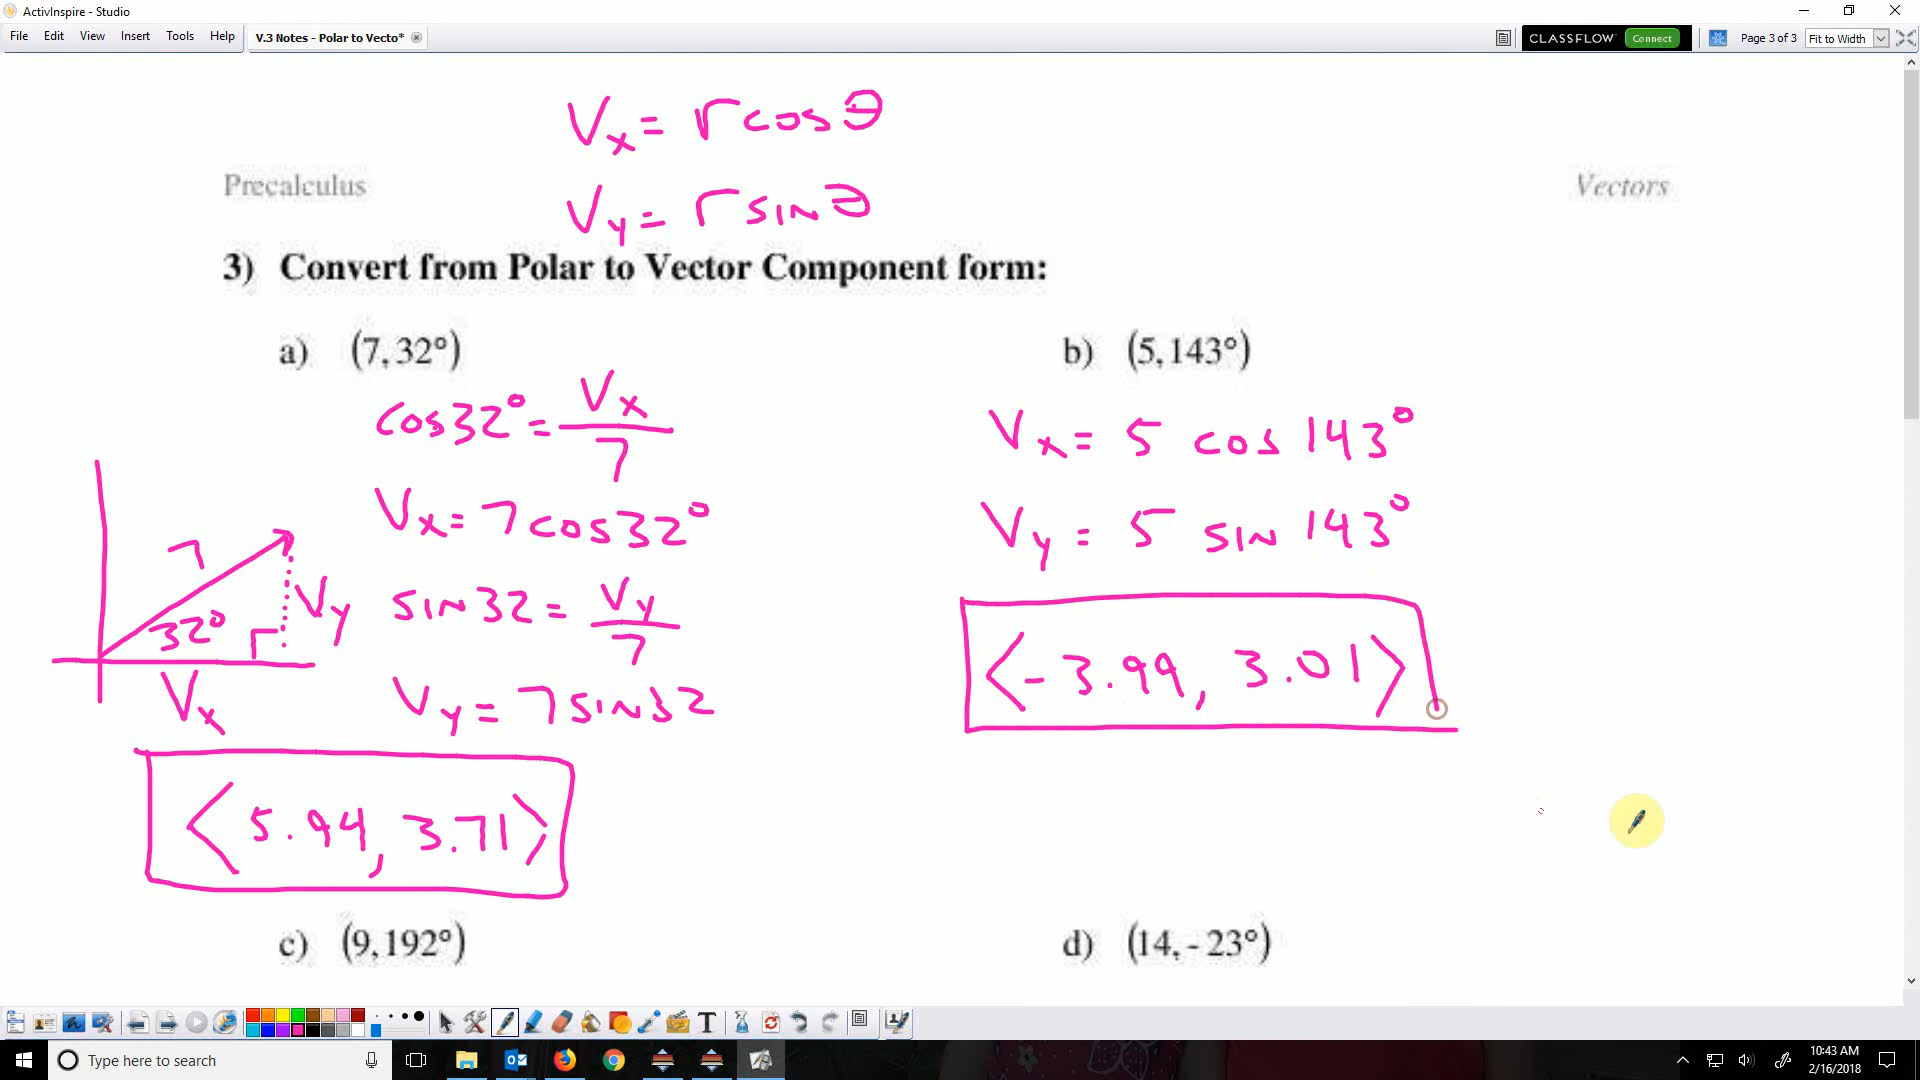 ActivInspire - Studio
File Edit View Insert Tools Help V.3 Notes - Polar to Vecto* CLASSFLOW Connect Page 3 of 3 Fit to Width
Vx = r cos θ
Precalculus Vectors
Vy = r sin θ
3) Convert from Polar to Vector Component form:
a) (7, 32°)
b) (5, 143°)
cos 32° = Vx/7
Vx = 7 cos 32°
sin 32 = Vy/7
Vy = 7 sin 32
7
32°
Vy
Vx
⟨5.94, 3.71⟩
Vx = 5 cos 143°
Vy = 5 sin 143°
⟨-3.99, 3.01⟩
c) (9, 192°)
d) (14, - 23°)
T
Type here to search
10:43 AM
2/16/2018